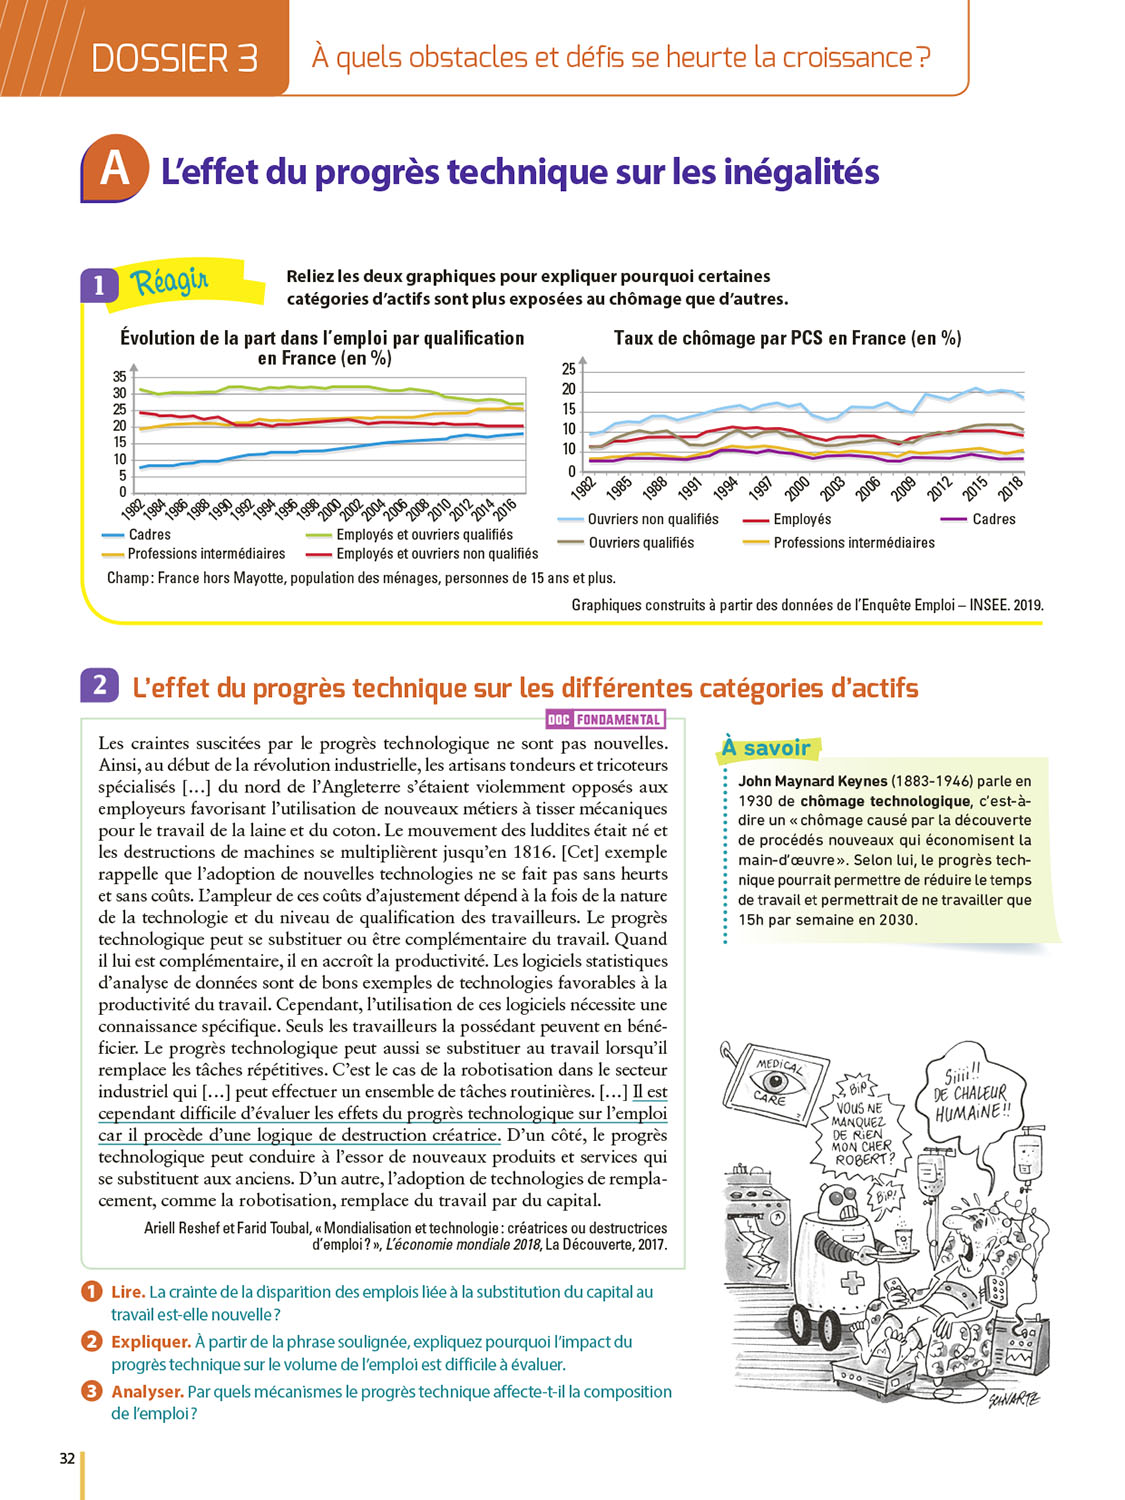 DOSSIER 3
À quels obstacles et défis se heurte la croissance ?
A
L'effet du progrès technique sur les inégalités
1
Réagir
Reliez les deux graphiques pour expliquer pourquoi certaines
catégories d'actifs sont plus exposées au chômage que d'autres.
Évolution de la part dans l'emploi par qualification
en France (en %)
35
30
25
20
15
10
5
0
1982 1984 1986 1988 1990 1992 1994 1996 1998 2000 2002 2004 2006 2008 2010 2012 2014 2016
Cadres
Employés et ouvriers qualifiés
Professions intermédiaires
Employés et ouvriers non qualifiés
Taux de chômage par PCS en France (en %)
25
20
15
10
10
0
1982 1985 1988 1991 1994 1997 2000 2003 2006 2009 2012 2015 2018
Ouvriers non qualifiés
Employés
Cadres
Ouvriers qualifiés
Professions intermédiaires
Champ : France hors Mayotte, population des ménages, personnes de 15 ans et plus.
Graphiques construits à partir des données de l'Enquête Emploi – INSEE. 2019.
2
L'effet du progrès technique sur les différentes catégories d'actifs
DOC FONDAMENTAL
Les craintes suscitées par le progrès technologique ne sont pas nouvelles.
Ainsi, au début de la révolution industrielle, les artisans tondeurs et tricoteurs
spécialisés […] du nord de l'Angleterre s'étaient violemment opposés aux
employeurs favorisant l'utilisation de nouveaux métiers à tisser mécaniques
pour le travail de la laine et du coton. Le mouvement des luddites était né et
les destructions de machines se multiplièrent jusqu'en 1816. [Cet] exemple
rappelle que l'adoption de nouvelles technologies ne se fait pas sans heurts
et sans coûts. L'ampleur de ces coûts d'ajustement dépend à la fois de la nature
de la technologie et du niveau de qualification des travailleurs. Le progrès
technologique peut se substituer ou être complémentaire du travail. Quand
il lui est complémentaire, il en accroît la productivité. Les logiciels statistiques
d'analyse de données sont de bons exemples de technologies favorables à la
productivité du travail. Cependant, l'utilisation de ces logiciels nécessite une
connaissance spécifique. Seuls les travailleurs la possédant peuvent en béné-
ficier. Le progrès technologique peut aussi se substituer au travail lorsqu'il
remplace les tâches répétitives. C'est le cas de la robotisation dans le secteur
industriel qui […] peut effectuer un ensemble de tâches routinières. […] Il est
cependant difficile d'évaluer les effets du progrès technologique sur l'emploi
car il procède d'une logique de destruction créatrice. D'un côté, le progrès
technologique peut conduire à l'essor de nouveaux produits et services qui
se substituent aux anciens. D'un autre, l'adoption de technologies de rempla-
cement, comme la robotisation, remplace du travail par du capital.
Ariell Reshef et Farid Toubal, « Mondialisation et technologie : créatrices ou destructrices
d'emploi ? », L'économie mondiale 2018, La Découverte, 2017.
À savoir
John Maynard Keynes (1883-1946) parle en
1930 de chômage technologique, c'est-à-
dire un « chômage causé par la découverte
de procédés nouveaux qui économisent la
main-d'œuvre ». Selon lui, le progrès tech-
nique pourrait permettre de réduire le temps
de travail et permettrait de ne travailler que
15h par semaine en 2030.
MEDICAL
CARE
BIP,
VOUS NE
MANQUEZ
DE RIEN
MON CHER
ROBERT ?
BIP !
Siiii !!
DE CHALEUR
HUMAINE !!
SCHVARTZ
1 Lire. La crainte de la disparition des emplois liée à la substitution du capital au
travail est-elle nouvelle ?
2 Expliquer. À partir de la phrase soulignée, expliquez pourquoi l'impact du
progrès technique sur le volume de l'emploi est difficile à évaluer.
3 Analyser. Par quels mécanismes le progrès technique affecte-t-il la composition
de l'emploi ?
32